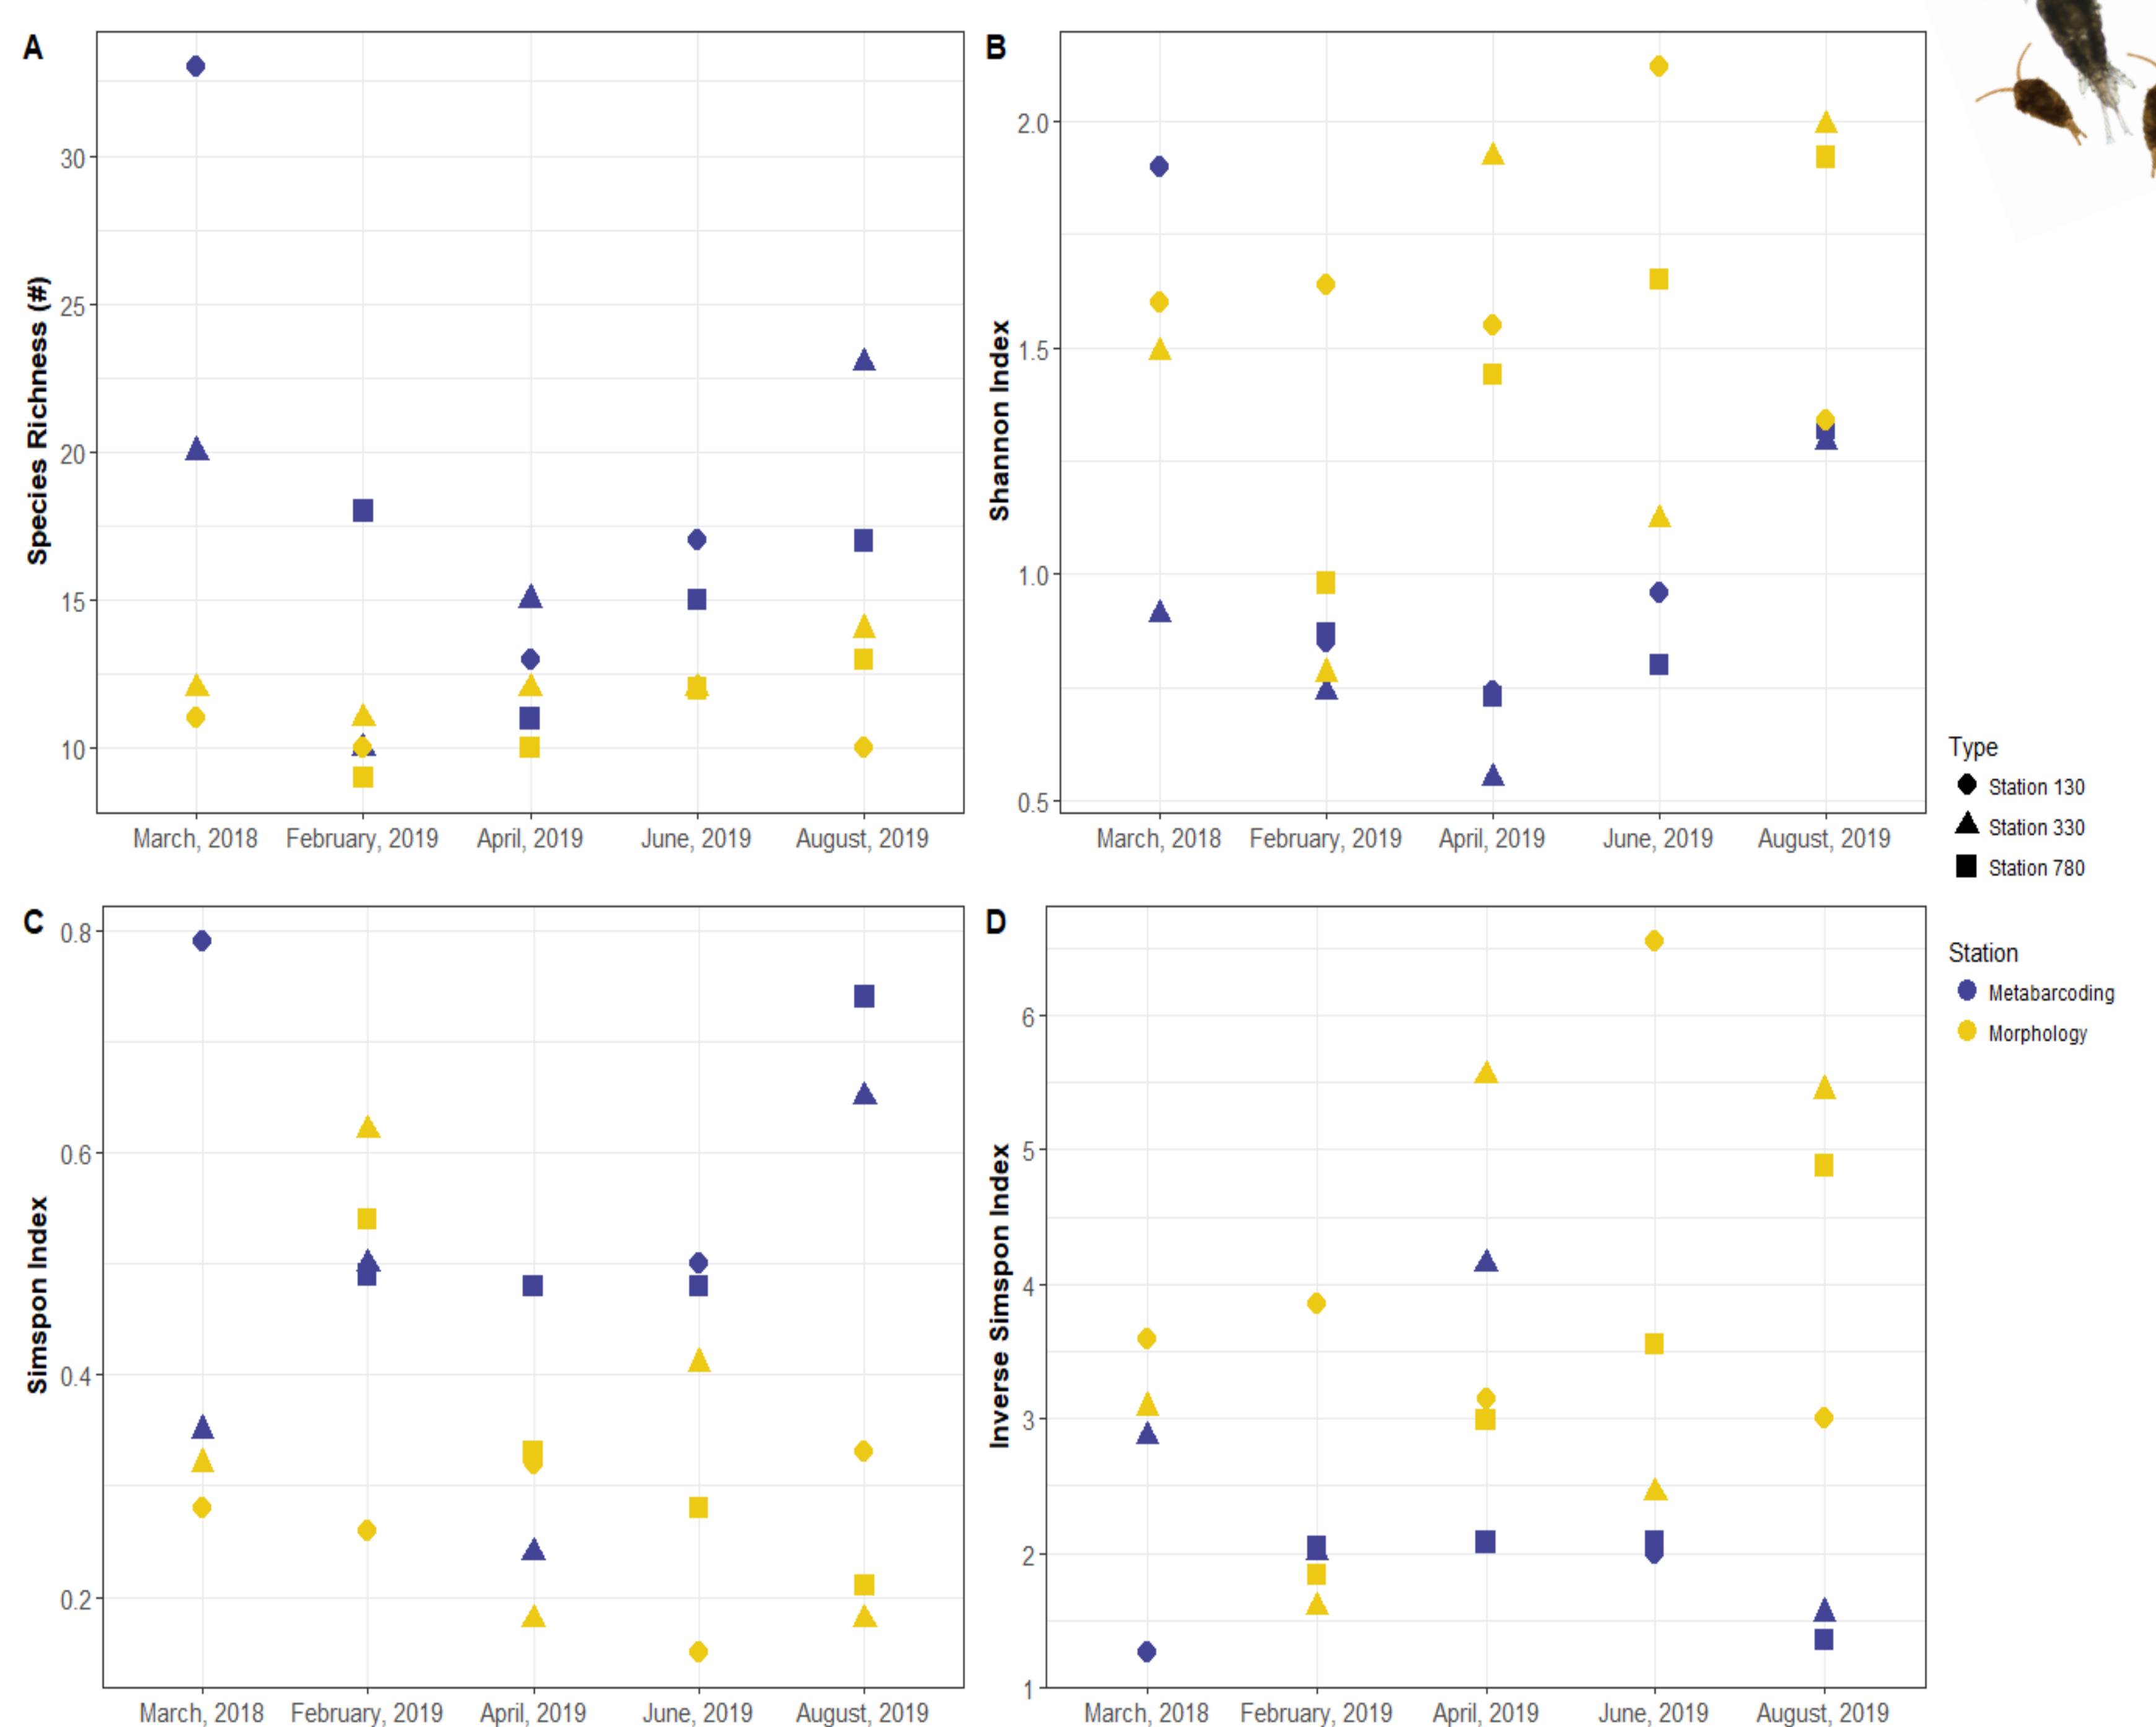 A
Species Richness (#)
30
25
20
15
10
March, 2018 February, 2019 April, 2019 June, 2019 August, 2019
B
Shannon Index
2.0
1.5
1.0
0.5
March, 2018 February, 2019 April, 2019 June, 2019 August, 2019
Type
Station 130
Station 330
Station 780
Station
Metabarcoding
Morphology
C
Simspon Index
0.8
0.6
0.4
0.2
March, 2018 February, 2019 April, 2019 June, 2019 August, 2019
D
Inverse Simspon Index
6
5
4
3
2
1
March, 2018 February, 2019 April, 2019 June, 2019 August, 2019